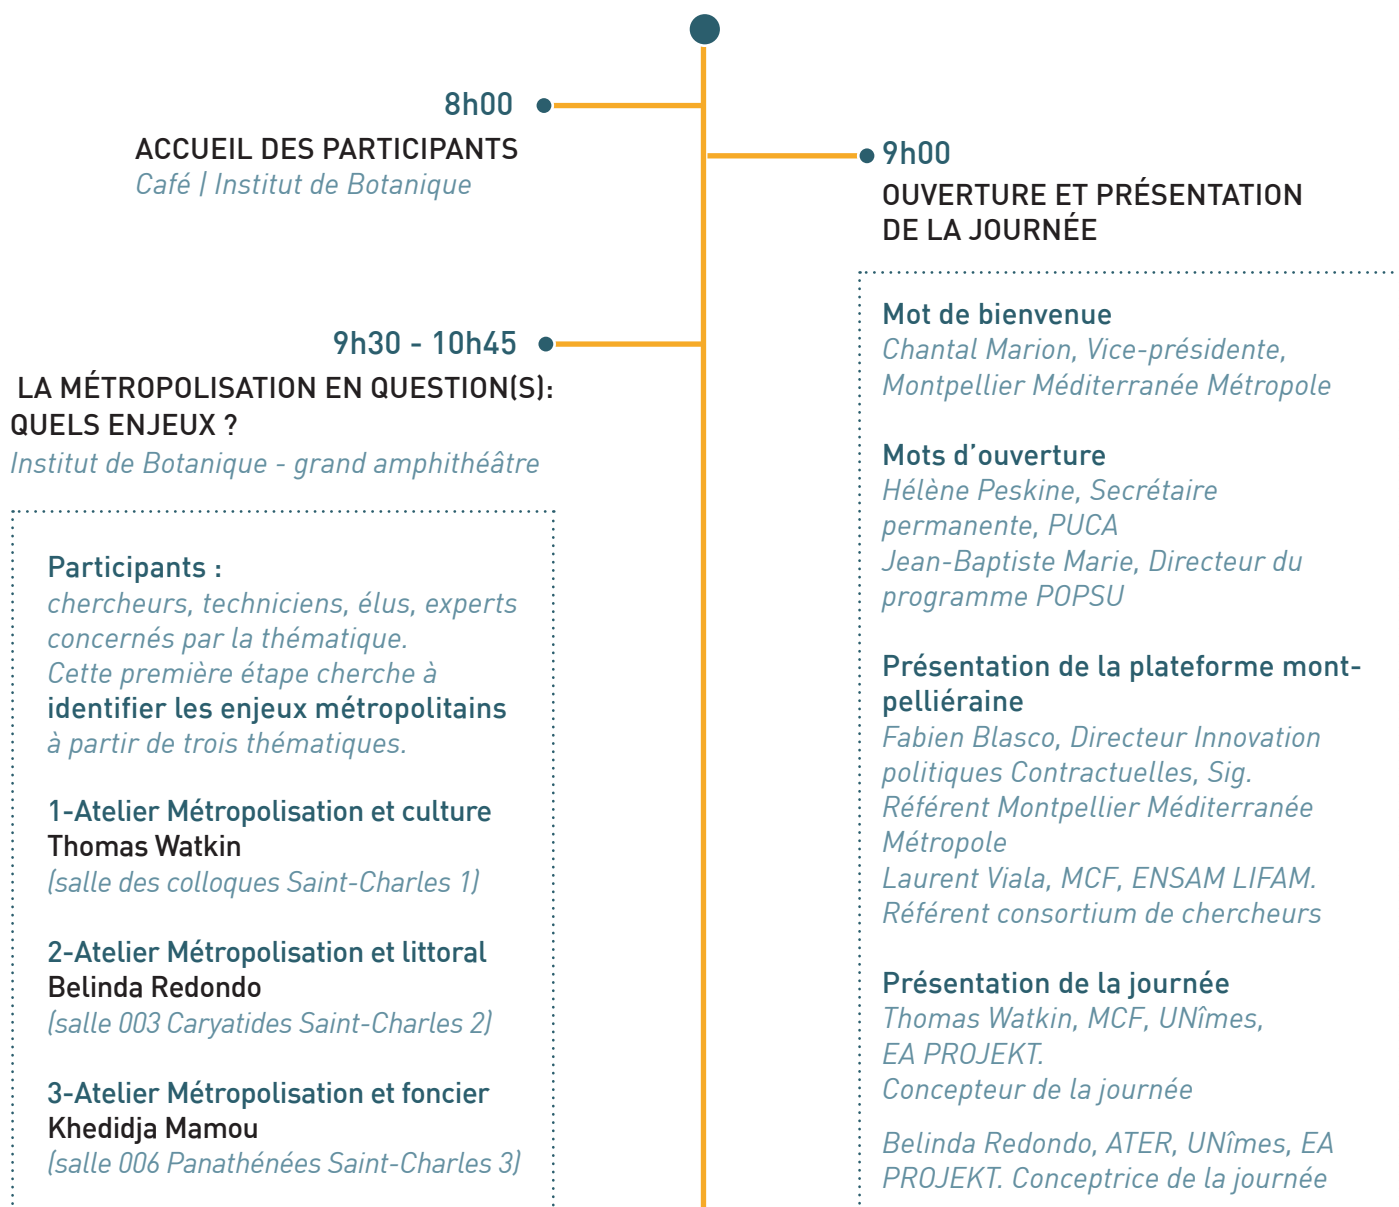 8h00
ACCUEIL DES PARTICIPANTS
Café | Institut de Botanique
9h00
OUVERTURE ET PRÉSENTATION
DE LA JOURNÉE
Mot de bienvenue
Chantal Marion, Vice-présidente,
Montpellier Méditerranée Métropole
Mots d’ouverture
Hélène Peskine, Secrétaire
permanente, PUCA
Jean-Baptiste Marie, Directeur du
programme POPSU
Présentation de la plateforme mont-
pelliéraine
Fabien Blasco, Directeur Innovation
politiques Contractuelles, Sig.
Référent Montpellier Méditerranée
Métropole
Laurent Viala, MCF, ENSAM LIFAM.
Référent consortium de chercheurs
Présentation de la journée
Thomas Watkin, MCF, UNîmes,
EA PROJEKT.
Concepteur de la journée
Belinda Redondo, ATER, UNîmes, EA
PROJEKT. Conceptrice de la journée
9h30 - 10h45
LA MÉTROPOLISATION EN QUESTION(S):
QUELS ENJEUX ?
Institut de Botanique - grand amphithéâtre
Participants :
chercheurs, techniciens, élus, experts
concernés par la thématique.
Cette première étape cherche à
identifier les enjeux métropolitains
à partir de trois thématiques.
1-Atelier Métropolisation et culture
Thomas Watkin
(salle des colloques Saint-Charles 1)
2-Atelier Métropolisation et littoral
Belinda Redondo
(salle 003 Caryatides Saint-Charles 2)
3-Atelier Métropolisation et foncier
Khedidja Mamou
(salle 006 Panathénées Saint-Charles 3)